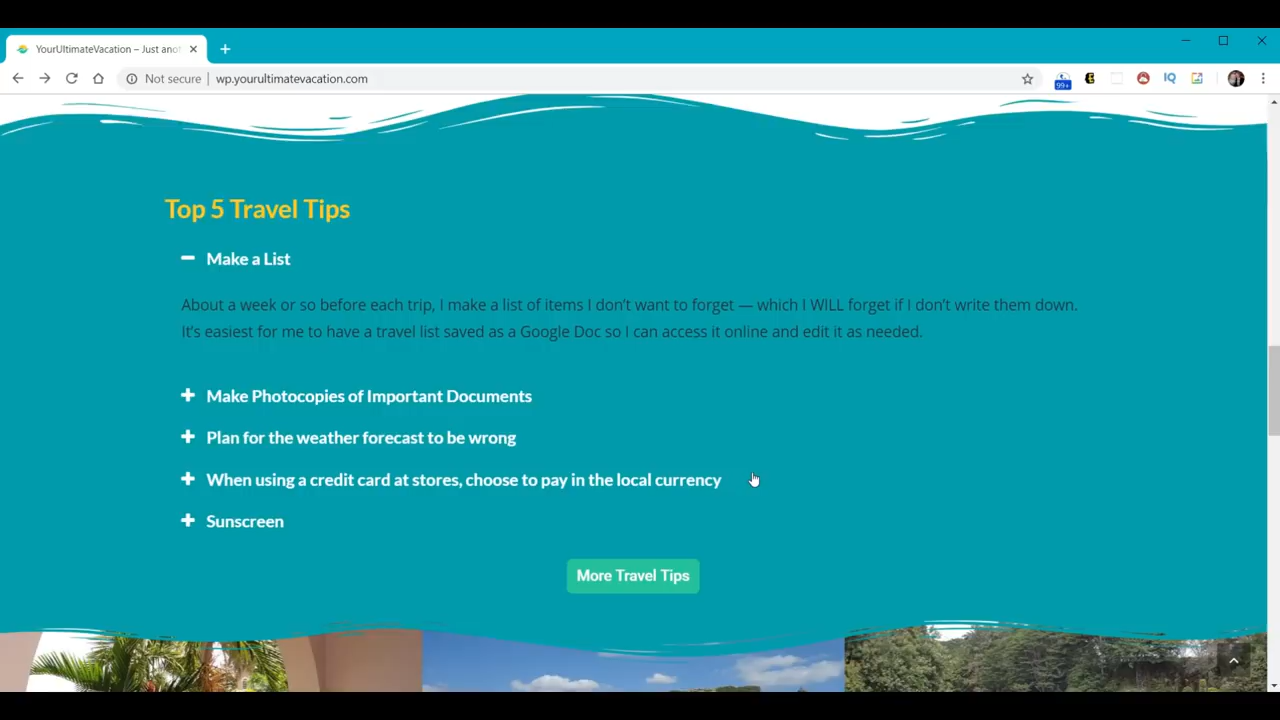 YourUltimateVacation – Just anot
Not secure
wp.yourultimatevacation.com
99+
IQ
Top 5 Travel Tips
Make a List
About a week or so before each trip, I make a list of items I don't want to forget — which I WILL forget if I don't write them down.
It's easiest for me to have a travel list saved as a Google Doc so I can access it online and edit it as needed.
Make Photocopies of Important Documents
Plan for the weather forecast to be wrong
When using a credit card at stores, choose to pay in the local currency
Sunscreen
More Travel Tips